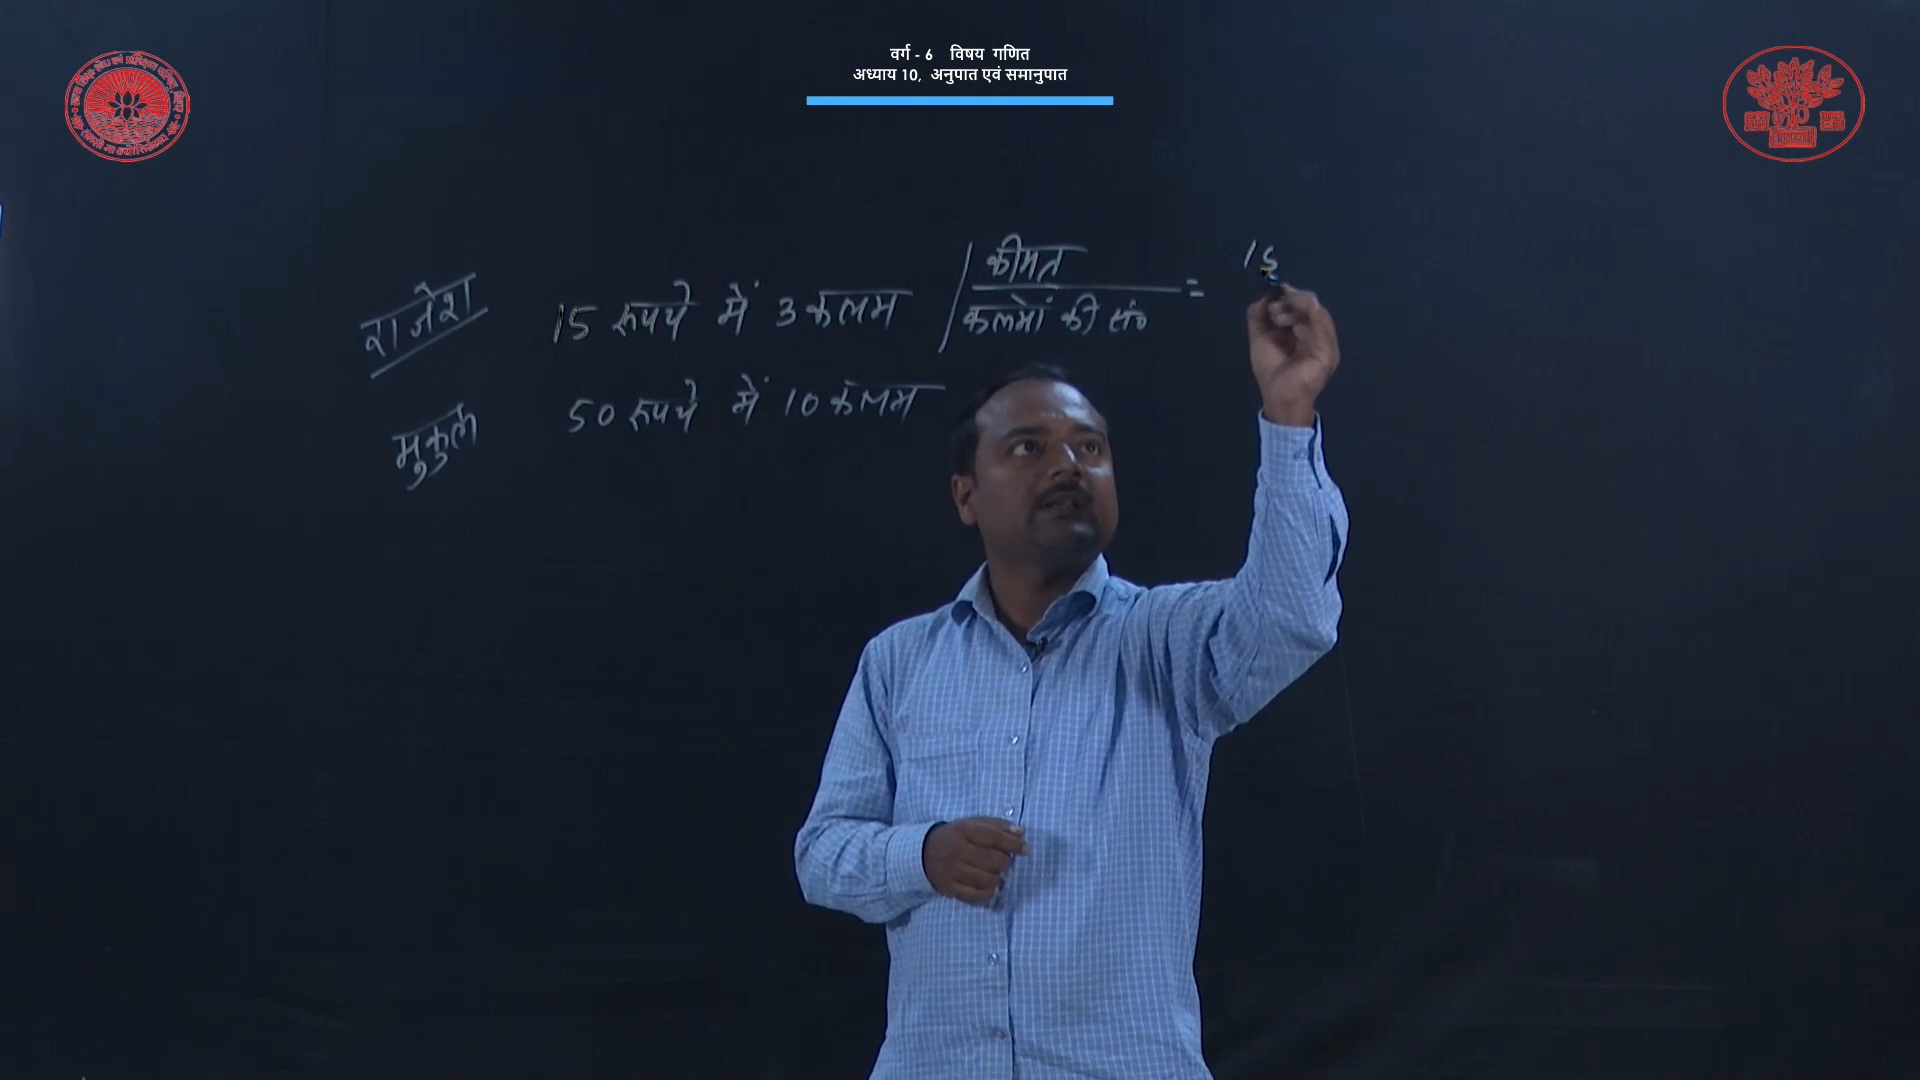 वर्ग - 6 विषय गणित
अध्याय 10, अनुपात एवं समानुपात
राजेश 15 रूपये में 3 कलम | कीमत / कलमों की सं० = 15
मुकुल 50 रूपये में 10 कलम